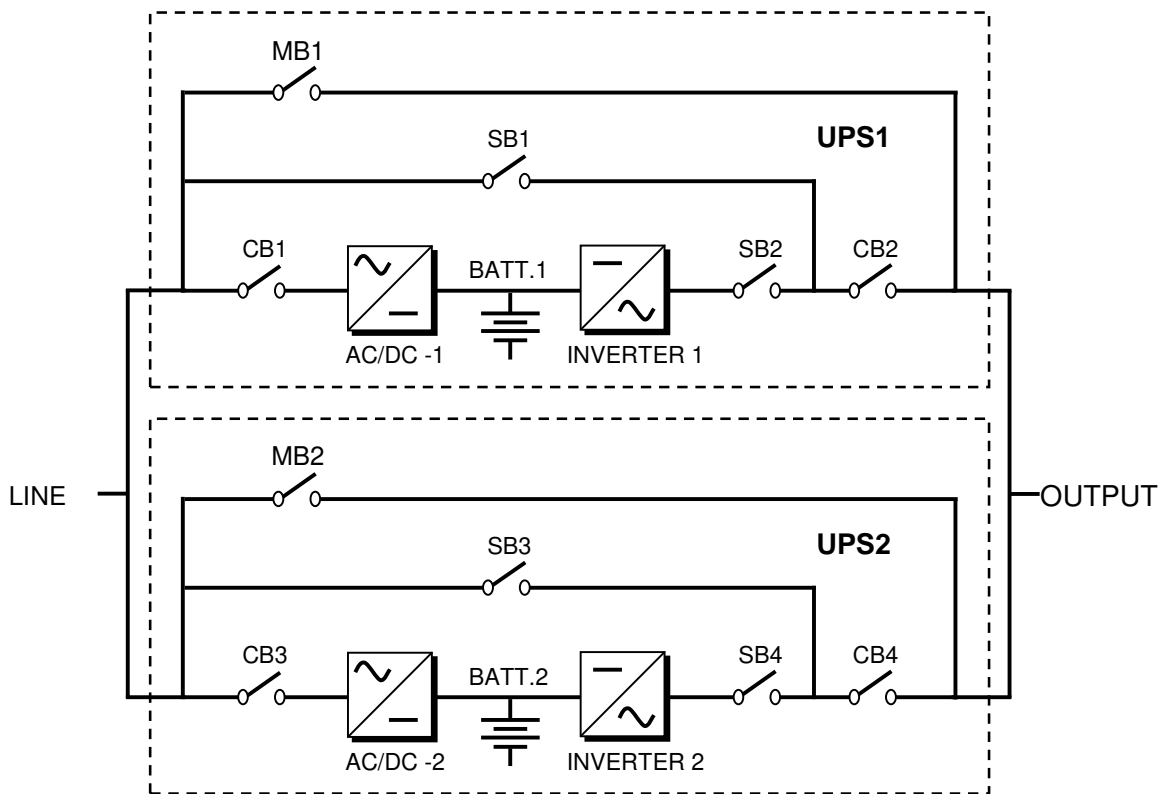 MB1
SB1
UPS1
CB1
BATT.1
SB2
CB2
AC/DC -1
INVERTER 1
LINE
OUTPUT
MB2
SB3
UPS2
CB3
BATT.2
SB4
CB4
AC/DC -2
INVERTER 2